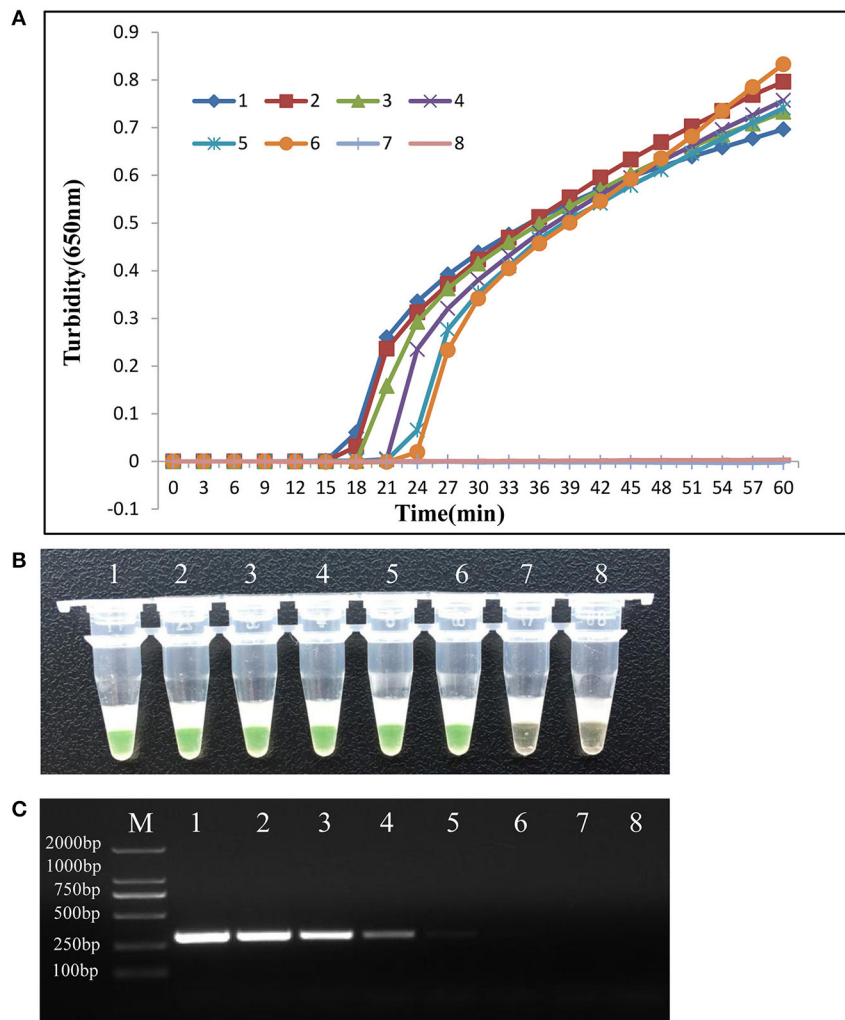 A
0.9
0.8
0.7
0.6
0.5
0.4
0.3
0.2
0.1
0
-0.1
Turbidity(650nm)
1 2 3 4
5 6 7 8
0 3 6 9 12 15 18 21 24 27 30 33 36 39 42 45 48 51 54 57 60
Time(min)
B
1 2 3 4 5 6 7 8
C
M 1 2 3 4 5 6 7 8
2000bp
1000bp
750bp
500bp
250bp
100bp